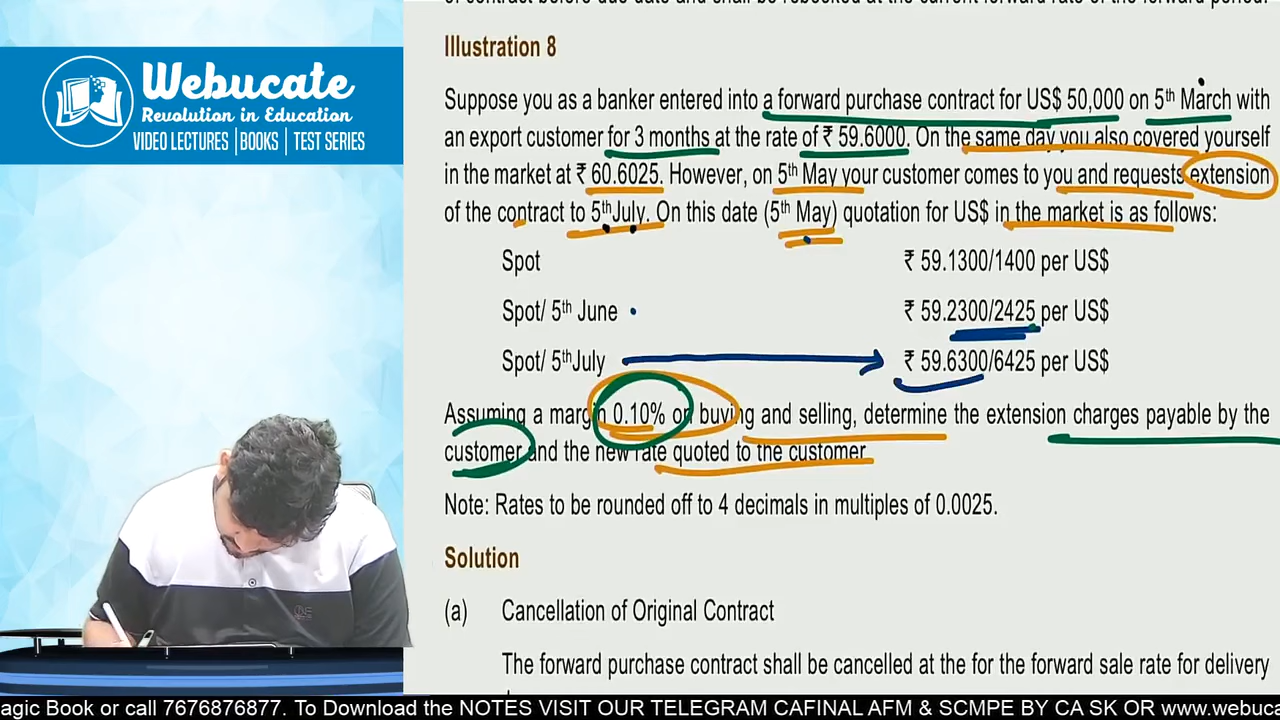 of contract before due date and shall be rebooked at the current forward rate of the forward period.
Webucate
Revolution in Education
VIDEO LECTURES | BOOKS | TEST SERIES
Illustration 8
Suppose you as a banker entered into a forward purchase contract for US$ 50,000 on 5th March with
an export customer for 3 months at the rate of ₹ 59.6000. On the same day you also covered yourself
in the market at ₹ 60.6025. However, on 5th May your customer comes to you and requests extension
of the contract to 5thJuly. On this date (5th May) quotation for US$ in the market is as follows:
Spot ₹ 59.1300/1400 per US$
Spot/ 5th June ₹ 59.2300/2425 per US$
Spot/ 5thJuly ₹ 59.6300/6425 per US$
Assuming a margin 0.10% on buying and selling, determine the extension charges payable by the
customer and the new rate quoted to the customer
Note: Rates to be rounded off to 4 decimals in multiples of 0.0025.
Solution
(a) Cancellation of Original Contract
The forward purchase contract shall be cancelled at the for the forward sale rate for delivery
agic Book or call 7676876877. To Download the NOTES VISIT OUR TELEGRAM CAFINAL AFM & SCMPE BY CA SK OR www.webuca